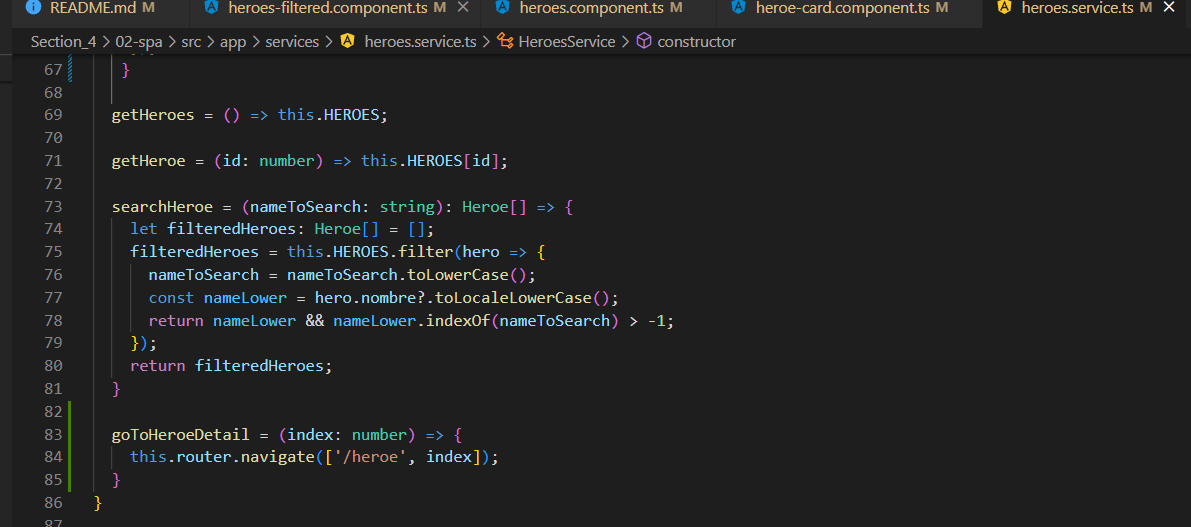 README.md M heroes-filtered.component.ts M heroes.component.ts M heroe-card.component.ts M heroes.service.ts M
Section_4 > 02-spa > src > app > services > heroes.service.ts > HeroesService > constructor
67 }
68
69 getHeroes = () => this.HEROES;
70
71 getHeroe = (id: number) => this.HEROES[id];
72
73 searchHeroe = (nameToSearch: string): Heroe[] => {
74 let filteredHeroes: Heroe[] = [];
75 filteredHeroes = this.HEROES.filter(hero => {
76 nameToSearch = nameToSearch.toLowerCase();
77 const nameLower = hero.nombre?.toLocaleLowerCase();
78 return nameLower && nameLower.indexOf(nameToSearch) > -1;
79 });
80 return filteredHeroes;
81 }
82
83 goToHeroeDetail = (index: number) => {
84 this.router.navigate(['/heroe', index]);
85 }
86 }
87